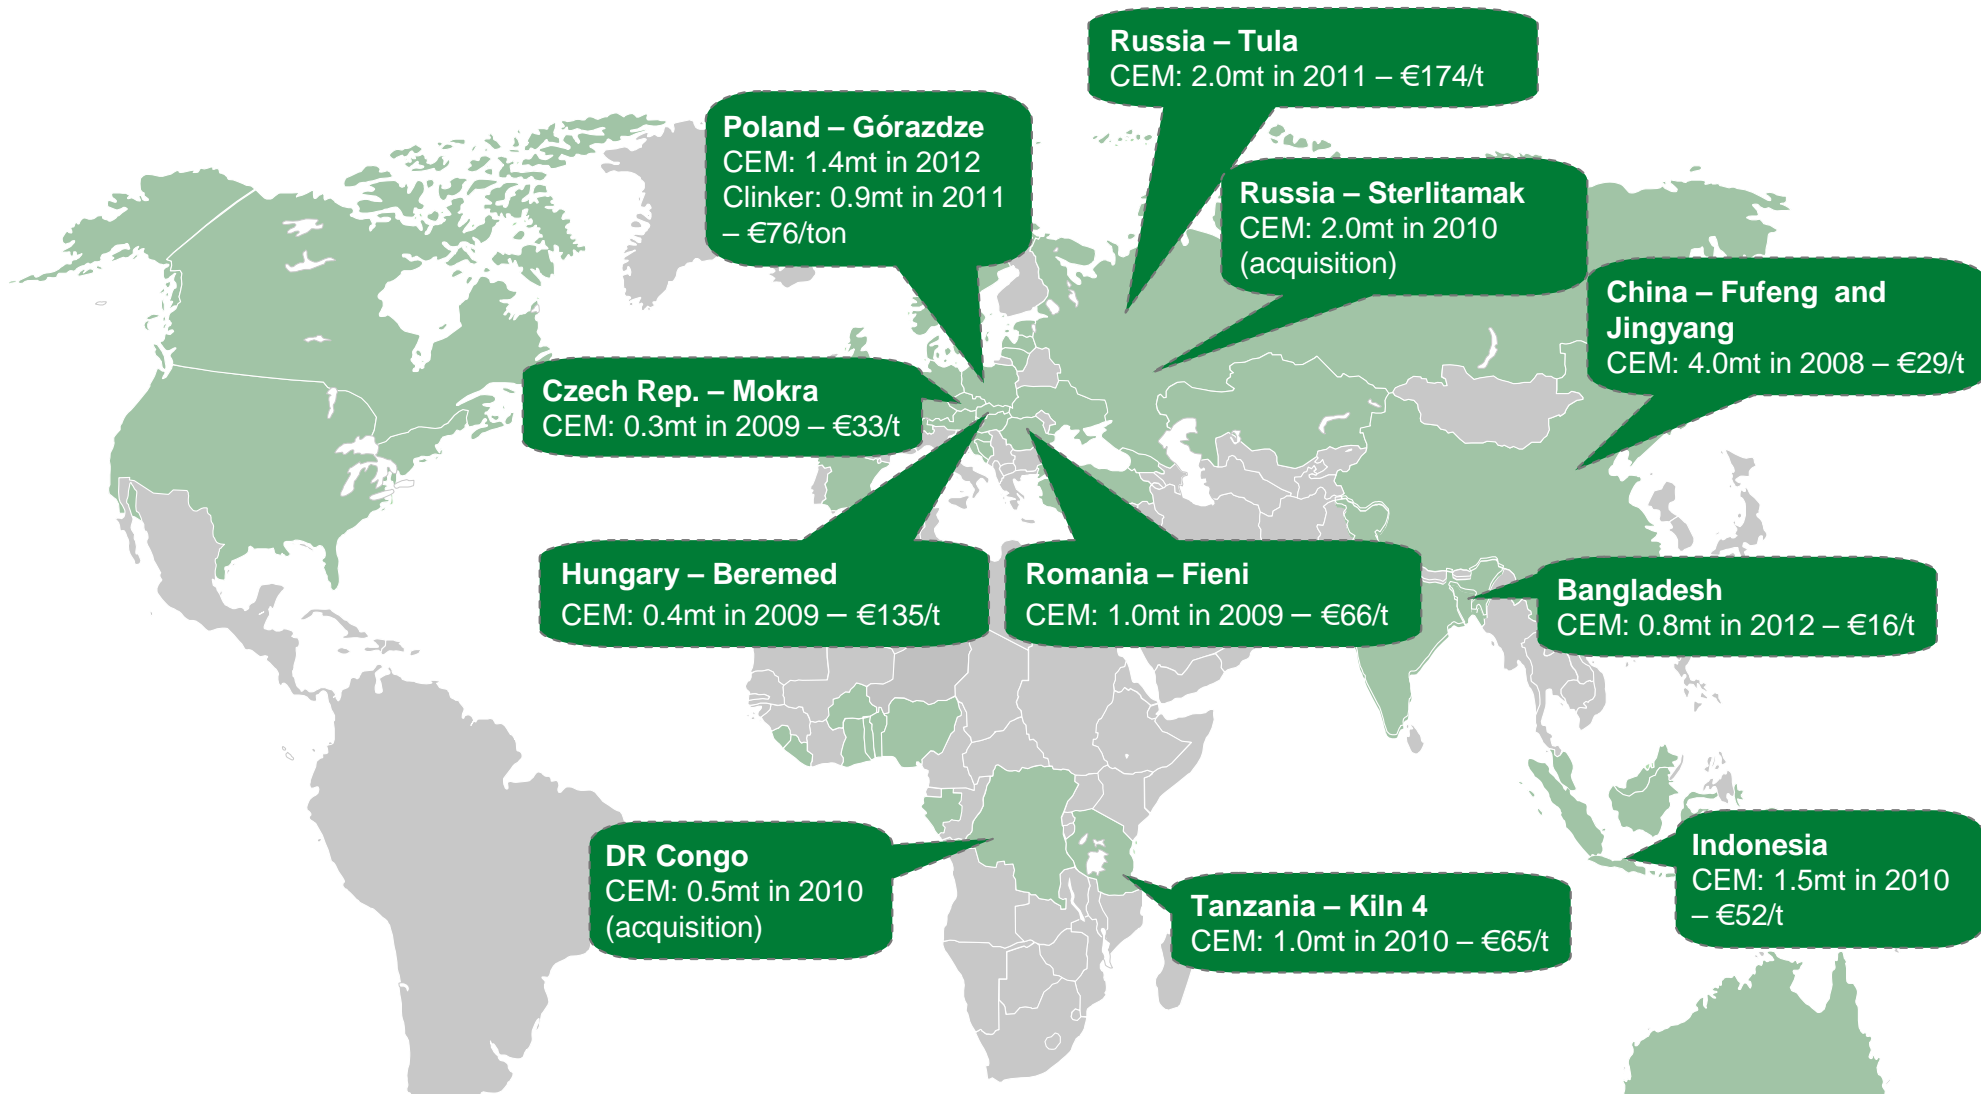 Russia – Tula
CEM: 2.0mt in 2011 – €174/t
Poland – Górazdze
CEM: 1.4mt in 2012
Clinker: 0.9mt in 2011
– €76/ton
Russia – Sterlitamak
CEM: 2.0mt in 2010
(acquisition)
China – Fufeng and
Jingyang
CEM: 4.0mt in 2008 – €29/t
Czech Rep. – Mokra
CEM: 0.3mt in 2009 – €33/t
Hungary – Beremed
CEM: 0.4mt in 2009 – €135/t
Romania – Fieni
CEM: 1.0mt in 2009 – €66/t
Bangladesh
CEM: 0.8mt in 2012 – €16/t
DR Congo
CEM: 0.5mt in 2010
(acquisition)
Tanzania – Kiln 4
CEM: 1.0mt in 2010 – €65/t
Indonesia
CEM: 1.5mt in 2010
– €52/t